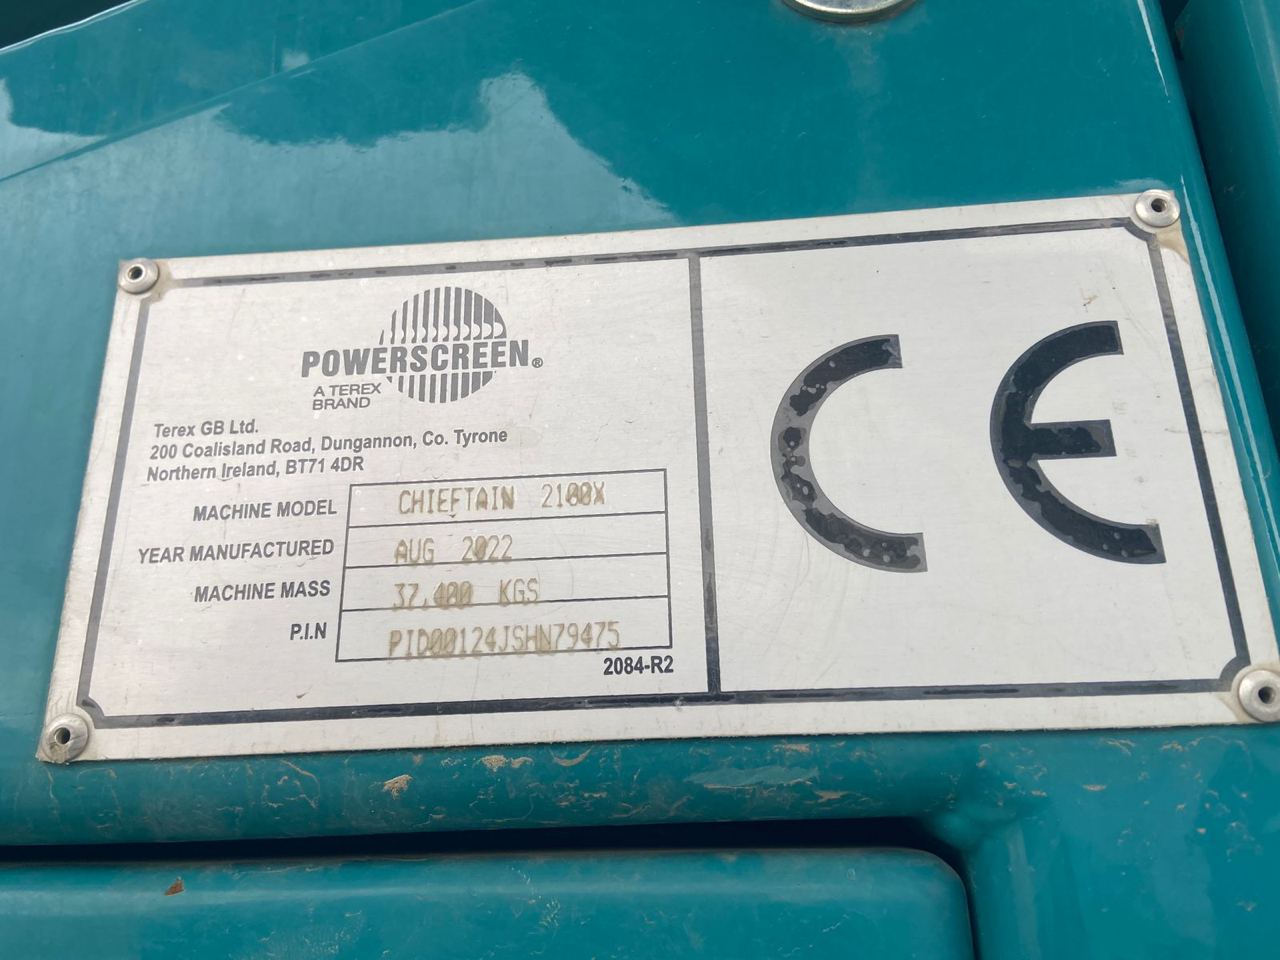 POWERSCREEN®
A TEREX
BRAND
Terex GB Ltd.
200 Coalisland Road, Dungannon, Co. Tyrone
Northern Ireland, BT71 4DR
MACHINE MODEL CHIEFTAIN 2100X
YEAR MANUFACTURED AUG 2022
MACHINE MASS 37,400 KGS
P.I.N PID00124JSHN79475
2084-R2
CE